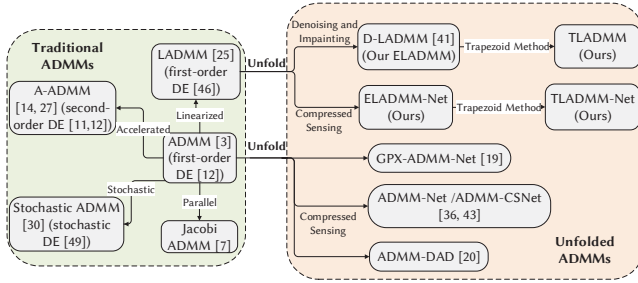 Traditional
ADMMs
LADMM [25]
(first-order
DE [46])
A-ADMM
[14, 27] (second-
order DE [11,12])
Linearized
Accelerated
ADMM [3]
(first-order
DE [12])
Stochastic
Parallel
Stochastic ADMM
[30] (stochastic
DE [49])
Jacobi
ADMM [7]
Unfold
Unfold
Denoising and
Impainting
D-LADMM [41]
(Our ELADMM)
Trapezoid Method
TLADMM
(Ours)
Compressed
Sensing
ELADMM-Net
(Ours)
Trapezoid Method
TLADMM-Net
(Ours)
GPX-ADMM-Net [19]
Compressed
Sensing
ADMM-Net /ADMM-CSNet
[36, 43]
ADMM-DAD [20]
Unfolded
ADMMs